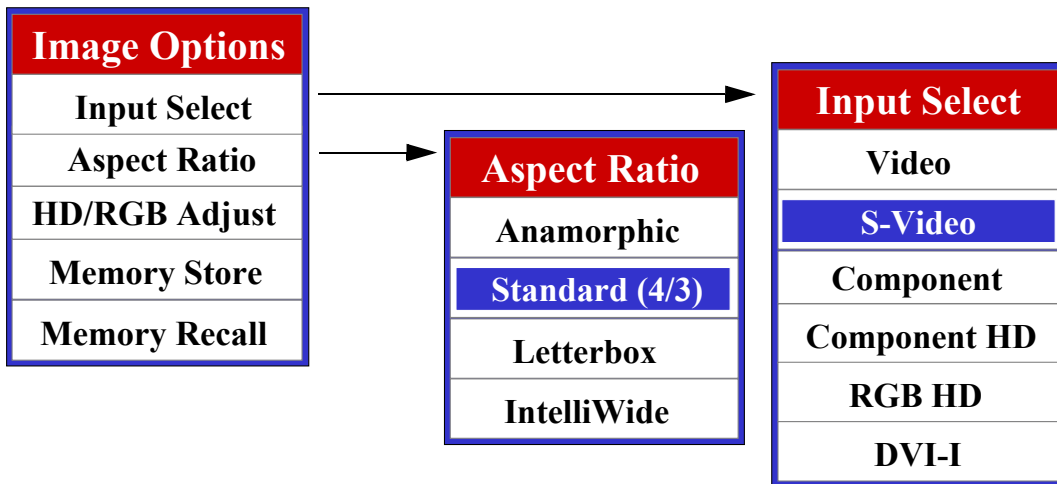 Image Options
Input Select
Aspect Ratio
HD/RGB Adjust
Memory Store
Memory Recall
Aspect Ratio
Anamorphic
Standard (4/3)
Letterbox
IntelliWide
Input Select
Video
S-Video
Component
Component HD
RGB HD
DVI-I